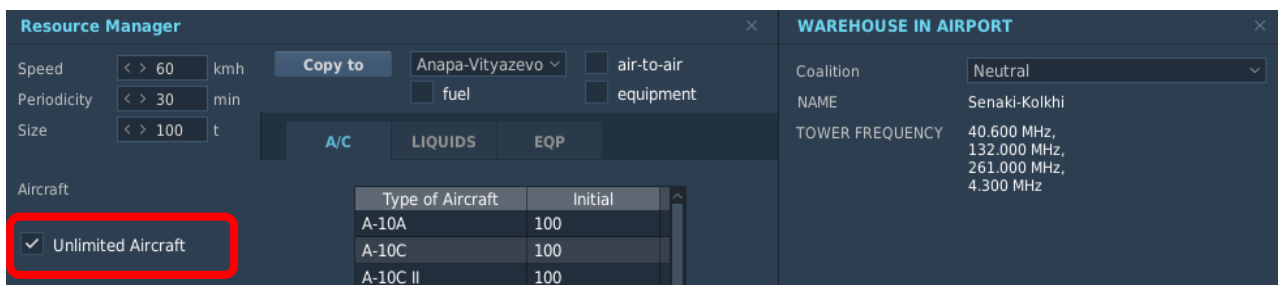 Resource Manager
Speed < > 60 kmh
Periodicity < > 30 min
Size < > 100 t
Copy to Anapa-Vityazevo air-to-air
fuel equipment
A/C LIQUIDS EQP
Aircraft
Unlimited Aircraft
Type of Aircraft Initial
A-10A 100
A-10C 100
A-10C II 100
WAREHOUSE IN AIRPORT
Coalition Neutral
NAME Senaki-Kolkhi
TOWER FREQUENCY 40.600 MHz,
132.000 MHz,
261.000 MHz,
4.300 MHz